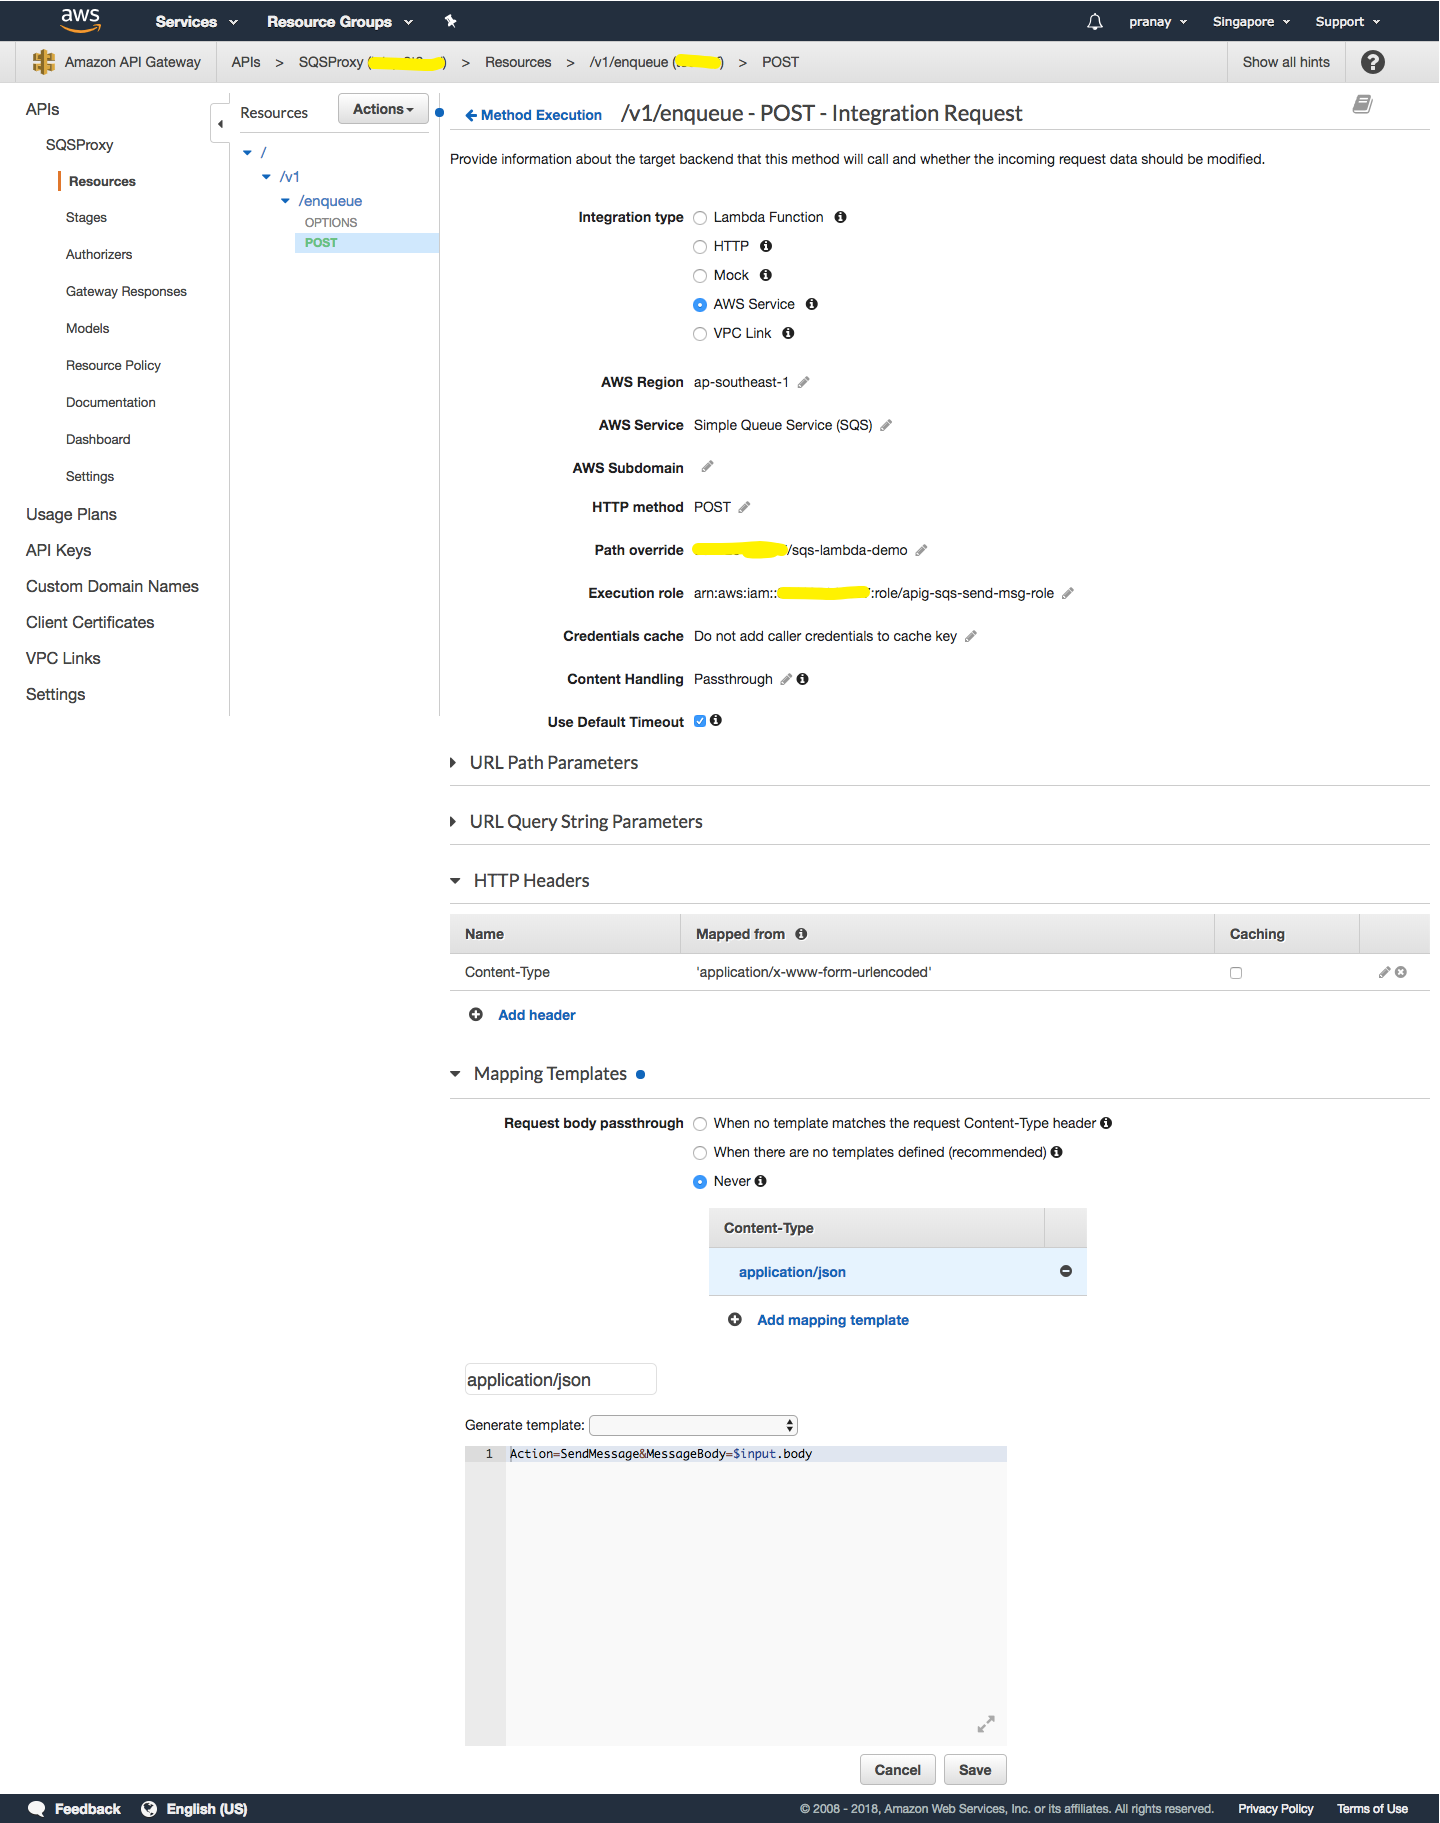 aws Services Resource Groups pranay Singapore Support
Amazon API Gateway APIs > SQSProxy ( ) > Resources > /v1/enqueue ( ) > POST Show all hints ?
APIs
SQSProxy
Resources
Stages
Authorizers
Gateway Responses
Models
Resource Policy
Documentation
Dashboard
Settings
Usage Plans
API Keys
Custom Domain Names
Client Certificates
VPC Links
Settings
Resources Actions
/
/v1
/enqueue
OPTIONS
POST
Method Execution /v1/enqueue - POST - Integration Request
Provide information about the target backend that this method will call and whether the incoming request data should be modified.
Integration type Lambda Function
HTTP
Mock
AWS Service
VPC Link
AWS Region ap-southeast-1
AWS Service Simple Queue Service (SQS)
AWS Subdomain
HTTP method POST
Path override /sqs-lambda-demo
Execution role arn:aws:iam:: :role/apig-sqs-send-msg-role
Credentials cache Do not add caller credentials to cache key
Content Handling Passthrough
Use Default Timeout
URL Path Parameters
URL Query String Parameters
HTTP Headers
Name Mapped from Caching
Content-Type 'application/x-www-form-urlencoded'
Add header
Mapping Templates
Request body passthrough When no template matches the request Content-Type header
When there are no templates defined (recommended)
Never
Content-Type
application/json
Add mapping template
application/json
Generate template:
1 Action=SendMessage&MessageBody=$input.body
Cancel Save
Feedback English (US) © 2008 - 2018, Amazon Web Services, Inc. or its affiliates. All rights reserved. Privacy Policy Terms of Use